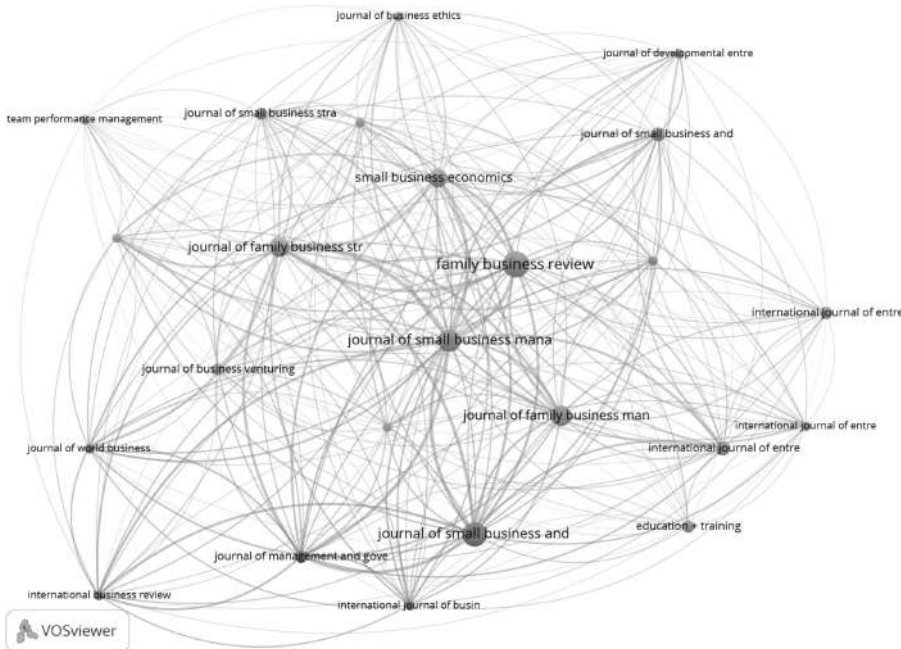 journal of business ethics
journal of developmental entre
journal of small business stra
team performance management
journal of small business and
small business economics
journal of family business str
family business review
international journal of entre
journal of small business mana
journal of business venturing
journal of family business man
international journal of entre
journal of world business
international journal of entre
education + training
journal of small business and
journal of management and gove
international business review
international journal of busin
VOSviewer